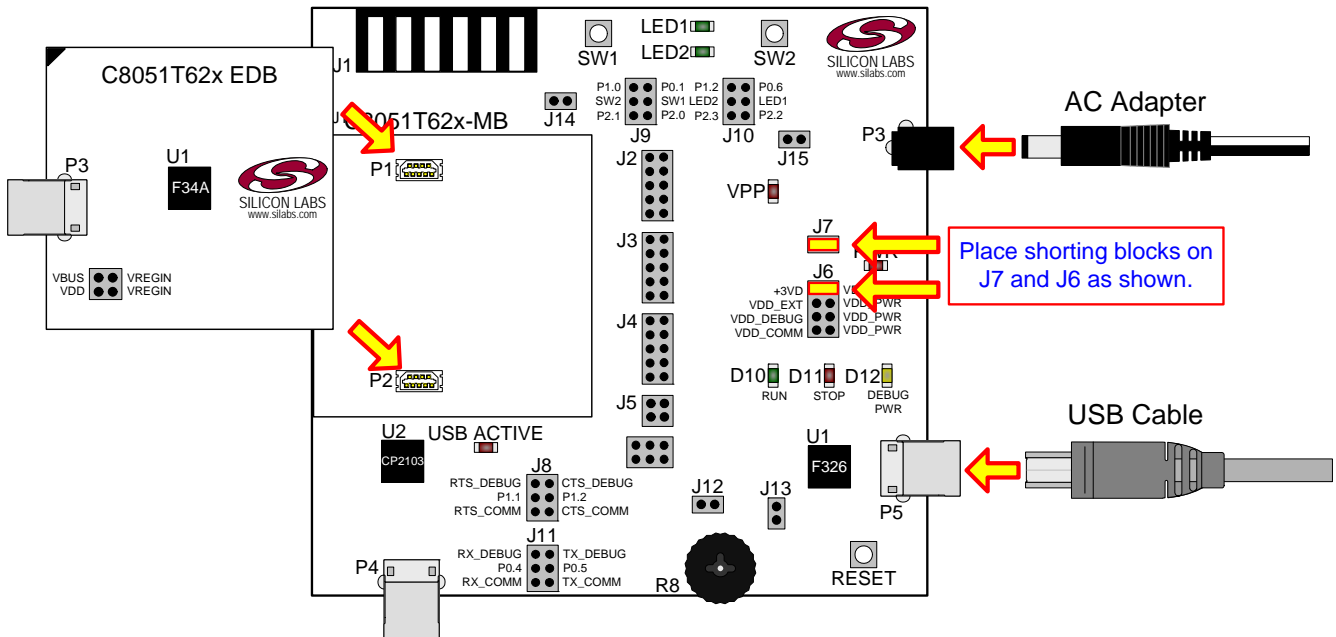 LED1
LED2
SW1
SW2
SILICON LABS
www.silabs.com
C8051T62x EDB
J1
P1.0 P0.1
SW2 SW1
P2.1 P2.0
J9
P1.2 P0.6
LED2 LED1
P2.3 P2.2
J10
AC Adapter
J14
C8051T62x-MB
P3
J15
P3
U1
F34A
SILICON LABS
www.silabs.com
P1
J2
VPP
J7
Place shorting blocks on
J7 and J6 as shown.
J3
J6
+3VD
VDD_EXT VDD_PWR
VDD_DEBUG VDD_PWR
VDD_COMM VDD_PWR
VBUS VREGIN
VDD VREGIN
J4
P2
D10
RUN
D11
STOP
D12
DEBUG
PWR
J5
USB Cable
U2
CP2103
USB ACTIVE
U1
F326
P5
J8
RTS_DEBUG CTS_DEBUG
P1.1 P1.2
RTS_COMM CTS_COMM
J12
J13
J11
RX_DEBUG TX_DEBUG
P0.4 P0.5
RX_COMM TX_COMM
P4
R8
RESET